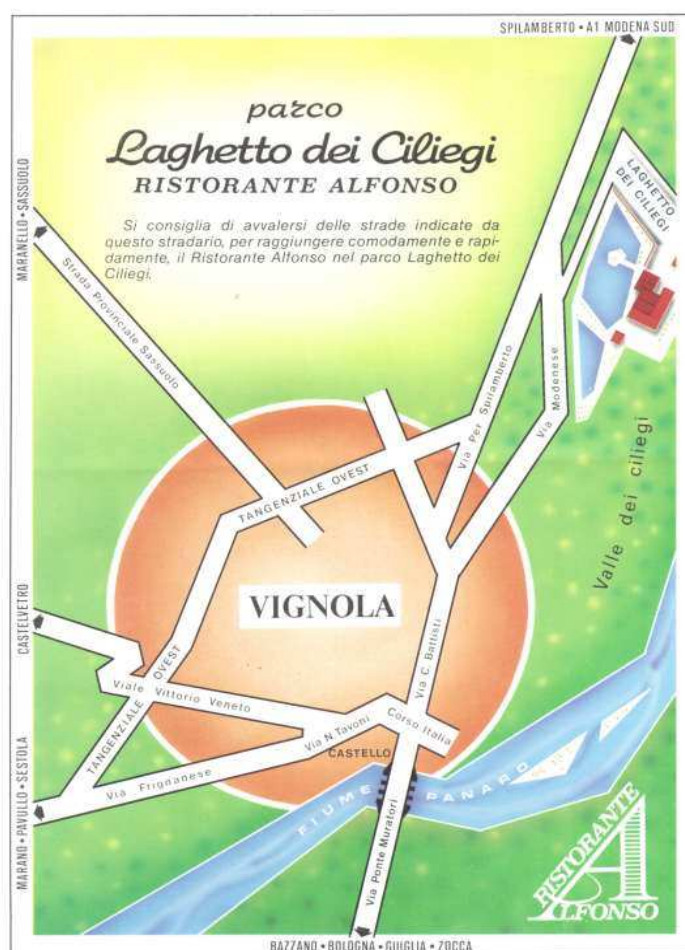 SPILAMBERTO • A1 MODENA SUD
parco
Laghetto dei Ciliegi
RISTORANTE ALFONSO
Si consiglia di avvalersi delle strade indicate da
questo stradario, per raggiungere comodamente e rapi-
damente, il Ristorante Alfonso nel parco Laghetto dei
Ciliegi.
LAGHETTO
DEI CILIEGI
MARANELLO • SASSUOLO
Strada Provinciale Sassuolo
Via Per Spilamberto
Via Modenese
TANGENZIALE OVEST
Valle dei ciliegi
VIGNOLA
CASTELVETRO
Via C. Battisti
TANGENZIALE OVEST
Viale Vittorio Veneto
Via N. Tavoni
Corso Italia
CASTELLO
Via Frignanese
MARANO • PAVULLO • SESTOLA
FIUME PANARO
Via Ponte Muratori
RISTORANTE
ALFONSO
BAZZANO • BOLOGNA • GUIGLIA • ZOCCA